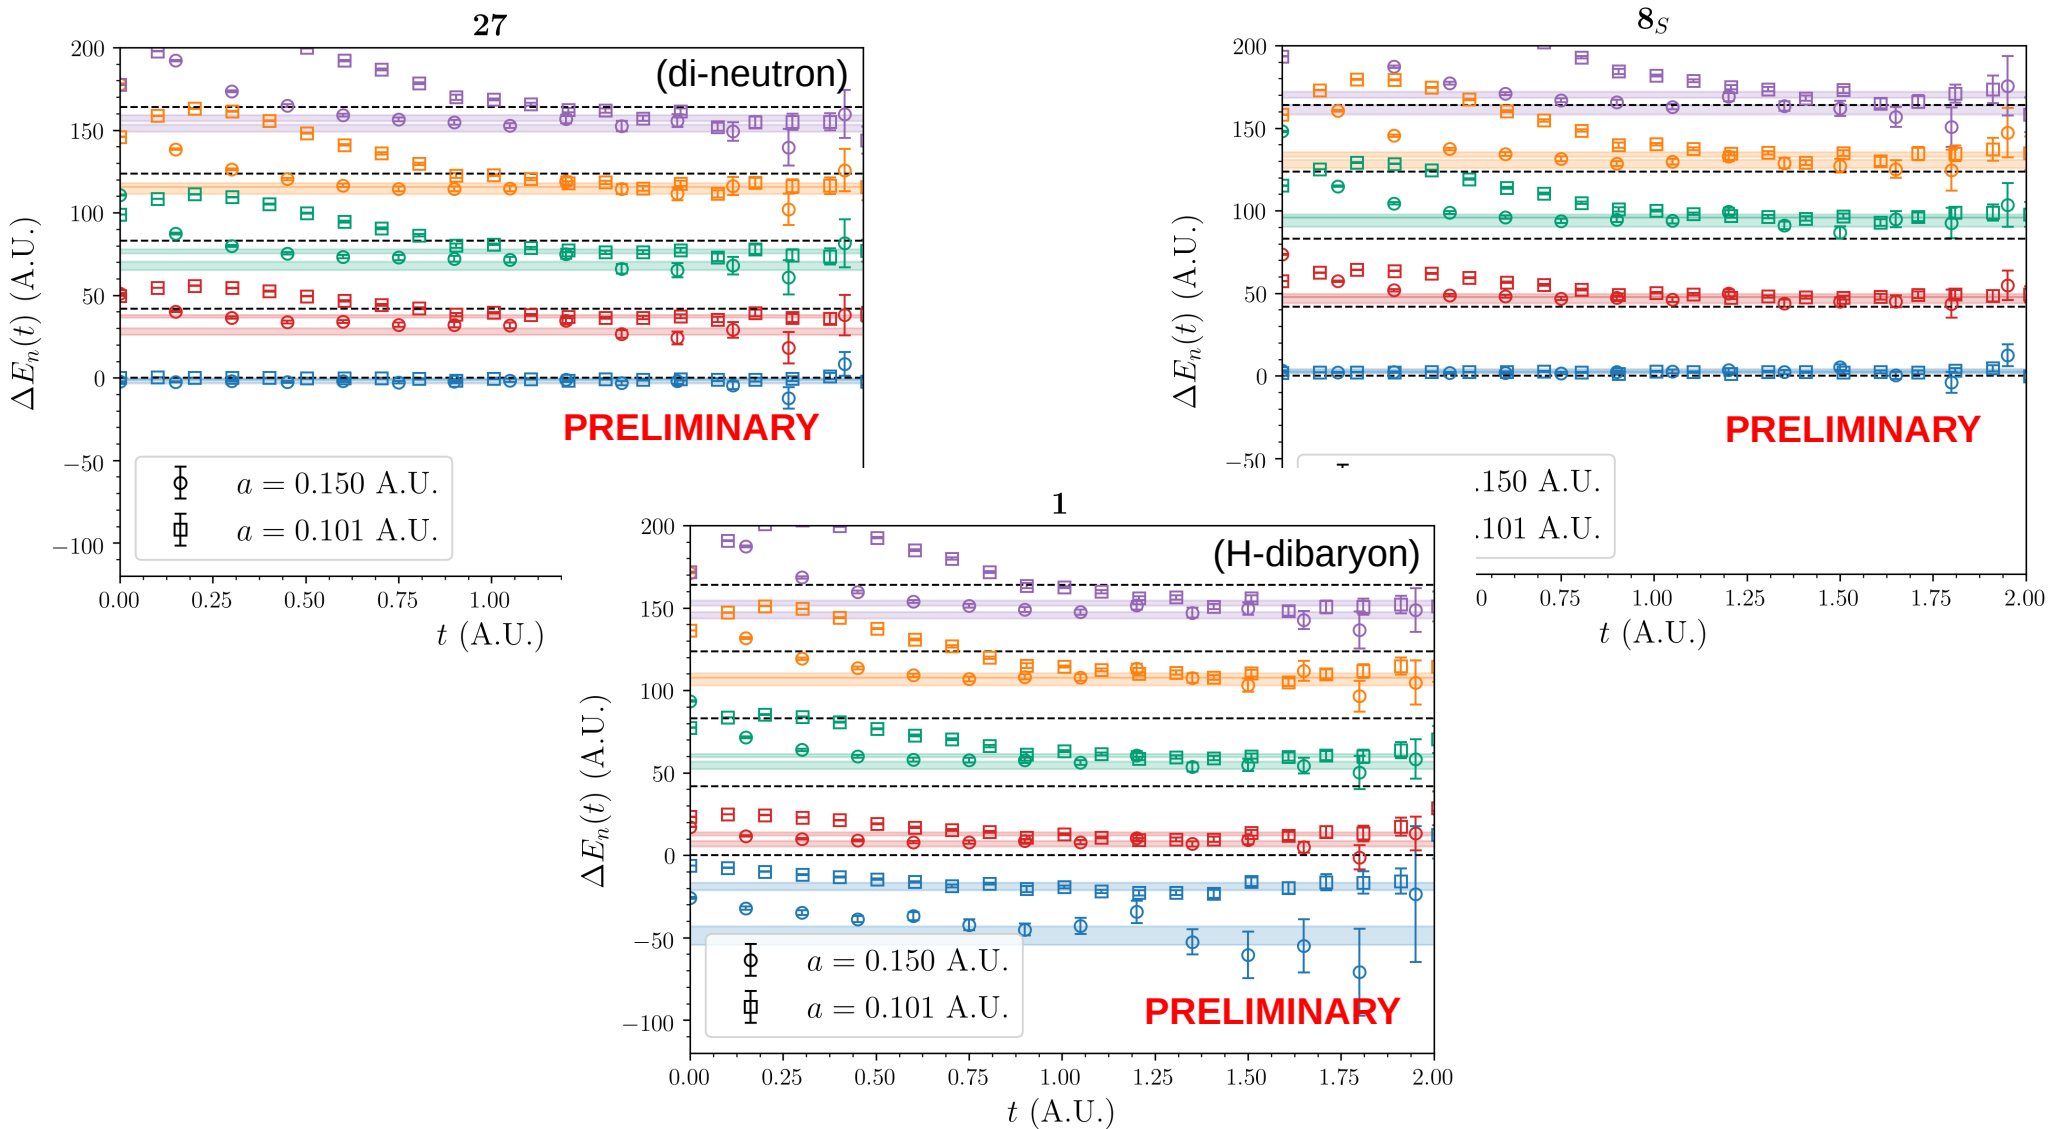 27
(di-neutron)
200
150
100
50
0
−50
−100
ΔE_n(t) (A.U.)
PRELIMINARY
a = 0.150 A.U.
a = 0.101 A.U.
0.00 0.25 0.50 0.75 1.00
t (A.U.)
8_S
200
150
100
50
0
−50
ΔE_n(t) (A.U.)
PRELIMINARY
.150 A.U.
.101 A.U.
0 0.75 1.00 1.25 1.50 1.75 2.00
t (A.U.)
1
(H-dibaryon)
200
150
100
50
0
−50
−100
ΔE_n(t) (A.U.)
a = 0.150 A.U.
a = 0.101 A.U.
PRELIMINARY
0.00 0.25 0.50 0.75 1.00 1.25 1.50 1.75 2.00
t (A.U.)